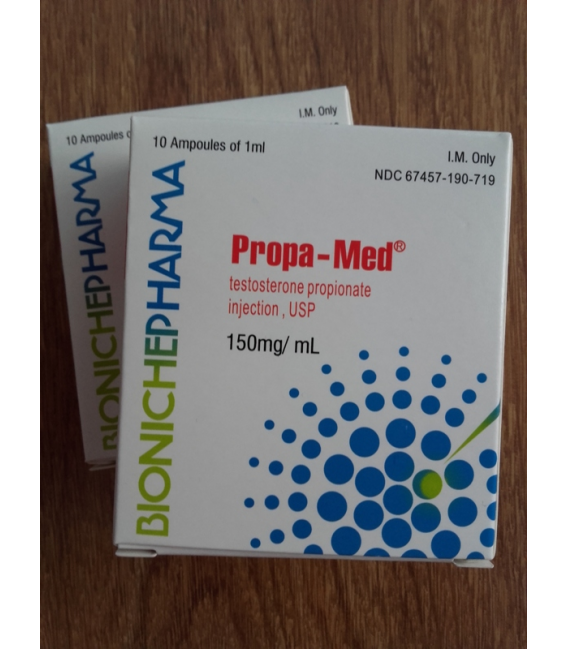 I.M. Only
10 Ampoules o
BIONICHEPHARMA
10 Ampoules of 1ml
I.M. Only
NDC 67457-190-719
BIONICHEPHARMA
Propa-Med®
testosterone propionate
injection , USP
150mg/ mL